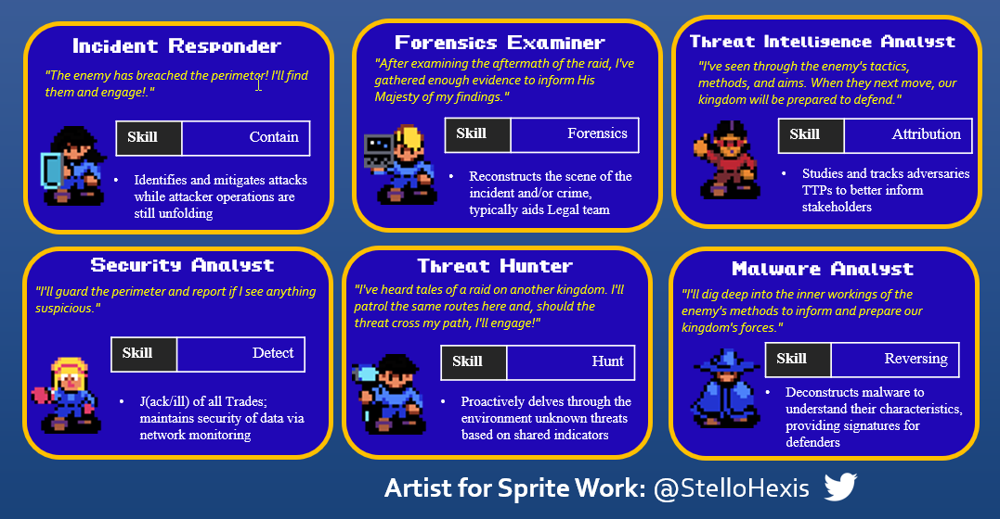 Incident Responder
"The enemy has breached the perimetor! I'll find
them and engage!."
Skill Contain
• Identifies and mitigates attacks
while attacker operations are
still unfolding
Forensics Examiner
"After examining the aftermath of the raid, I've
gathered enough evidence to inform His
Majesty of my findings."
Skill Forensics
• Reconstructs the scene of the
incident and/or crime,
typically aids Legal team
Threat Intelligence Analyst
"I've seen through the enemy's tactics,
methods, and aims. When they next move, our
kingdom will be prepared to defend."
Skill Attribution
• Studies and tracks adversaries
TTPs to better inform
stakeholders
Security Analyst
"I'll guard the perimeter and report if I see anything
suspicious."
Skill Detect
• J(ack/ill) of all Trades;
maintains security of data via
network monitoring
Threat Hunter
"I've heard tales of a raid on another kingdom. I'll
patrol the same routes here and, should the
threat cross my path, I'll engage!"
Skill Hunt
• Proactively delves through the
environment unknown threats
based on shared indicators
Malware Analyst
"I'll dig deep into the inner workings of the
enemy's methods to inform and prepare our
kingdom's forces."
Skill Reversing
• Deconstructs malware to
understand their characteristics,
providing signatures for
defenders
Artist for Sprite Work: @StelloHexis